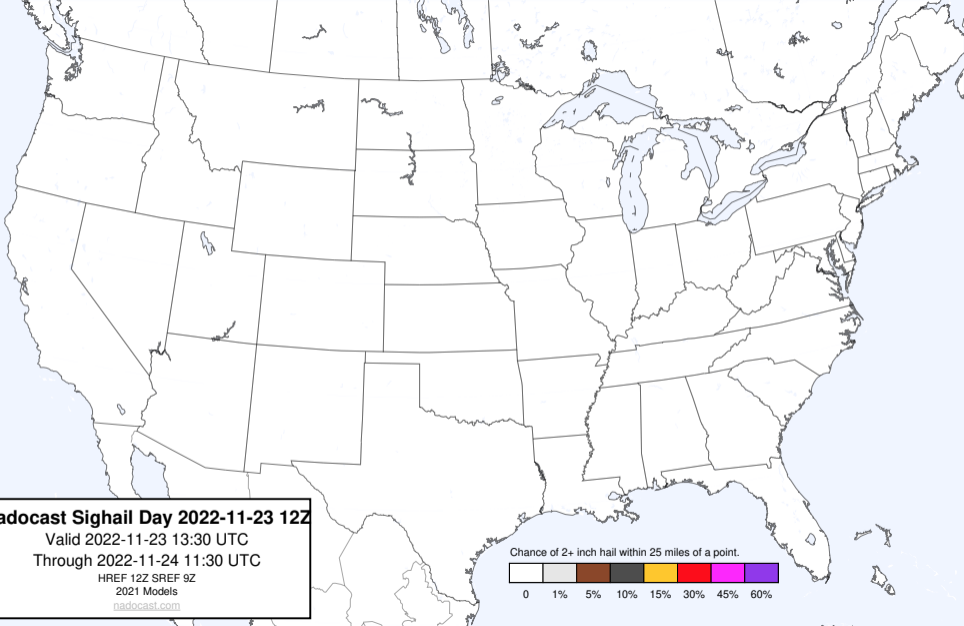 adocast Sighail Day 2022-11-23 12Z
Valid 2022-11-23 13:30 UTC
Through 2022-11-24 11:30 UTC
HREF 12Z SREF 9Z
2021 Models
nadocast.com
Chance of 2+ inch hail within 25 miles of a point.
0 1% 5% 10% 15% 30% 45% 60%